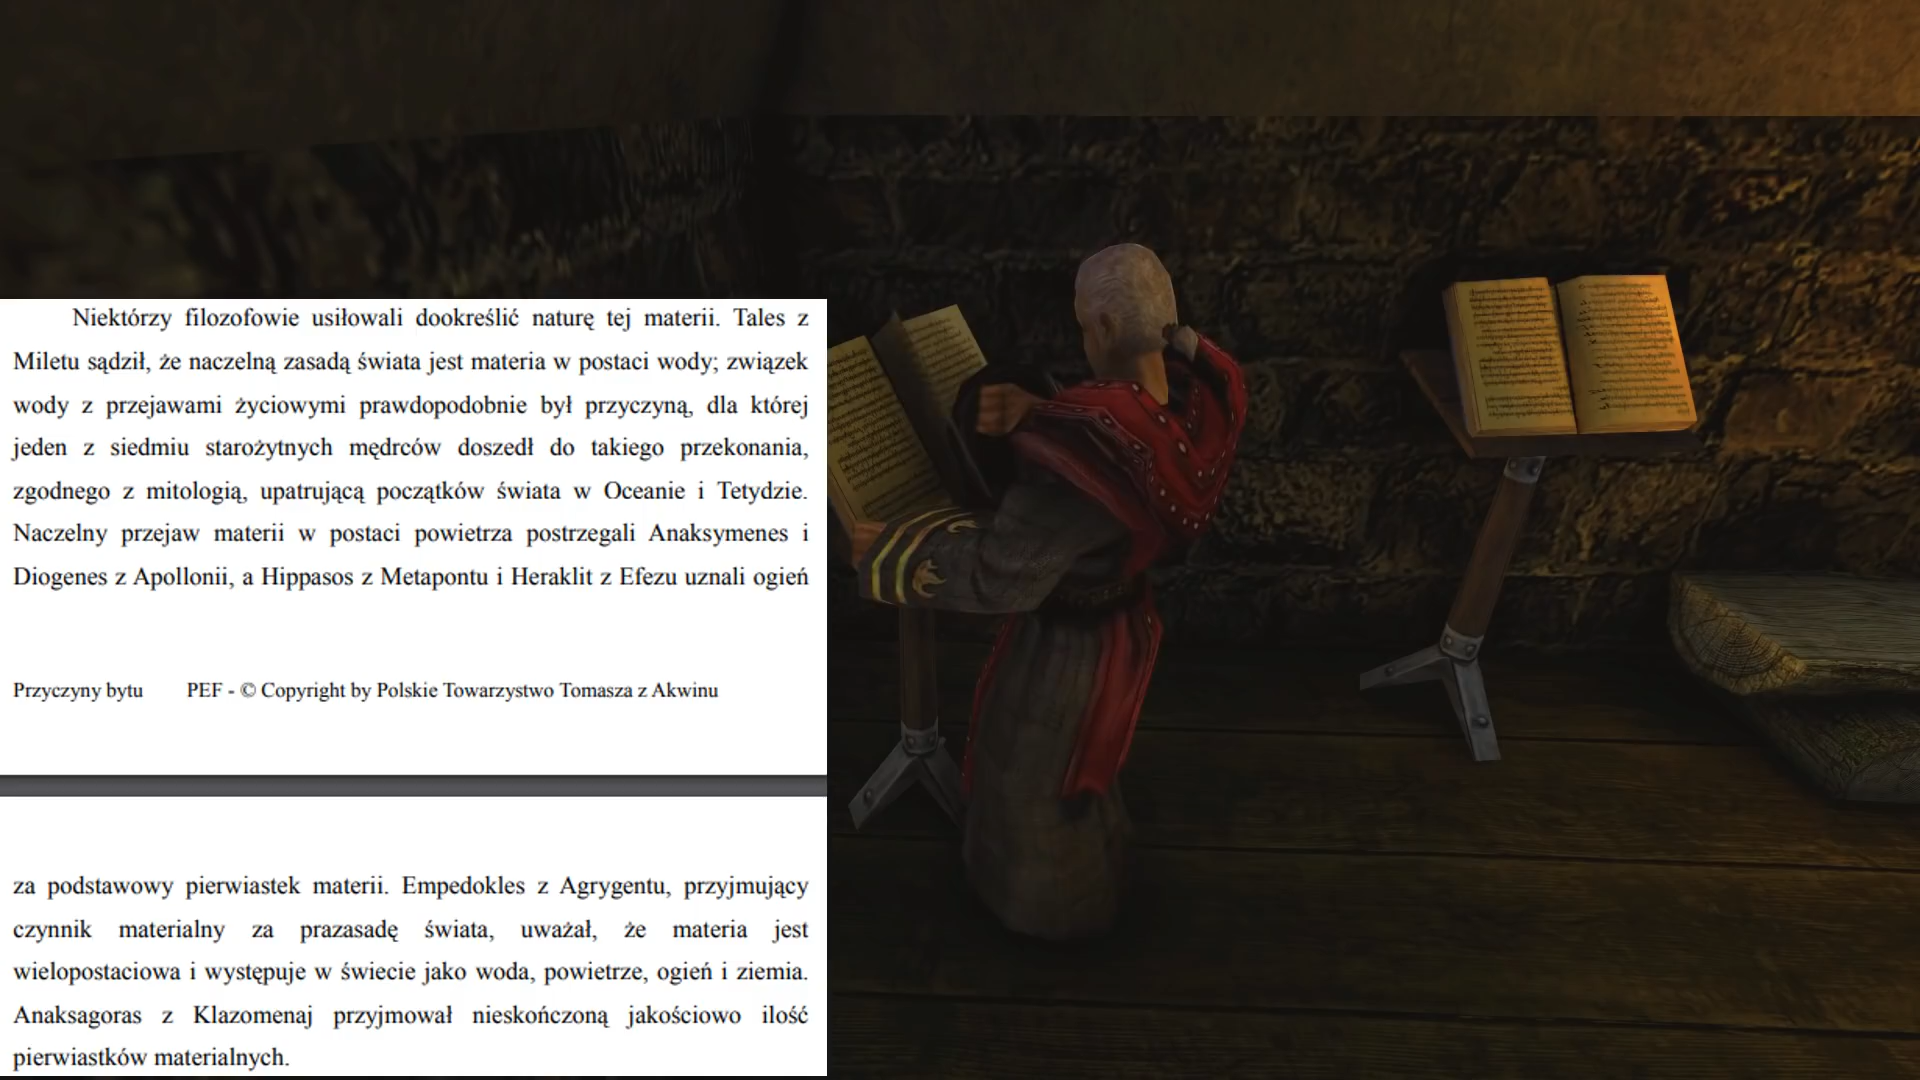 Niektórzy filozofowie usiłowali dookreślić naturę tej materii. Tales z
Miletu sądził, że naczelną zasadą świata jest materia w postaci wody; związek
wody z przejawami życiowymi prawdopodobnie był przyczyną, dla której
jeden z siedmiu starożytnych mędrców doszedł do takiego przekonania,
zgodnego z mitologią, upatrującą początków świata w Oceanie i Tetydzie.
Naczelny przejaw materii w postaci powietrza postrzegali Anaksymenes i
Diogenes z Apollonii, a Hippasos z Metapontu i Heraklit z Efezu uznali ogień
Przyczyny bytu PEF - © Copyright by Polskie Towarzystwo Tomasza z Akwinu
za podstawowy pierwiastek materii. Empedokles z Agrygentu, przyjmujący
czynnik materialny za prazasadę świata, uważał, że materia jest
wielopostaciowa i występuje w świecie jako woda, powietrze, ogień i ziemia.
Anaksagoras z Klazomenaj przyjmował nieskończoną jakościowo ilość
pierwiastków materialnych.